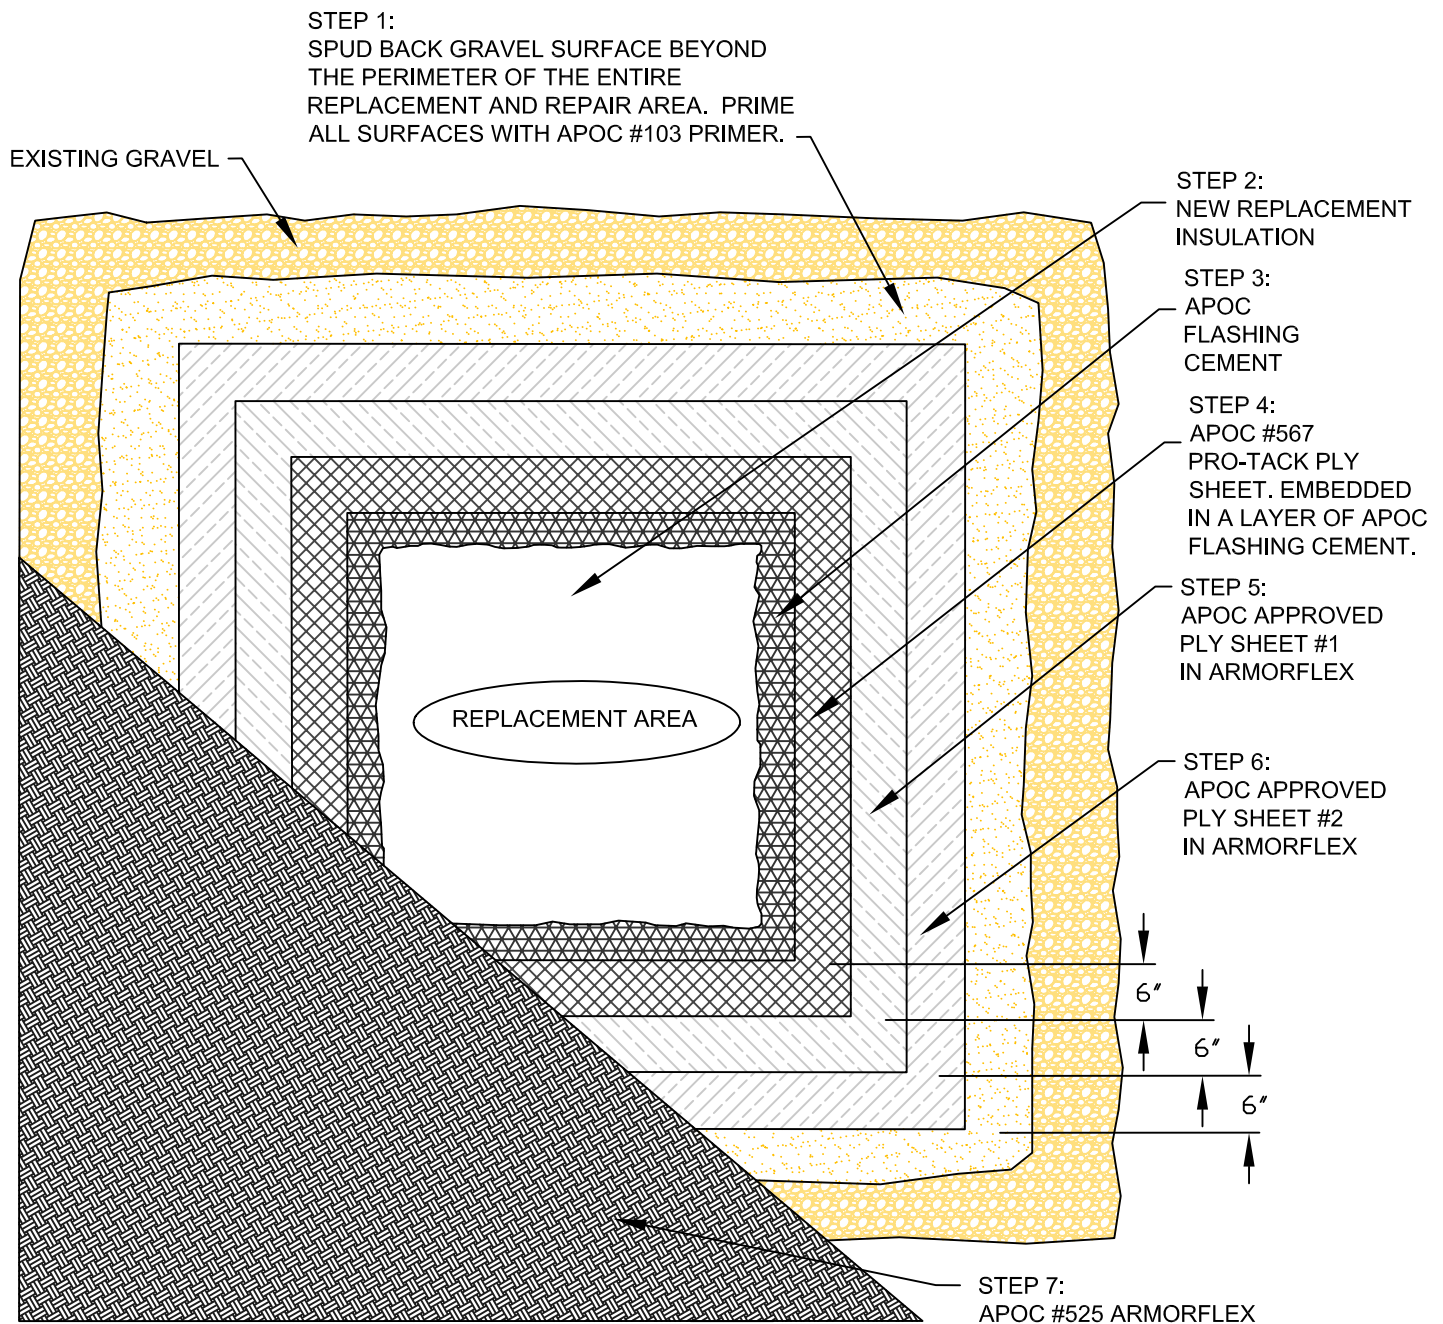 STEP 1:
SPUD BACK GRAVEL SURFACE BEYOND
THE PERIMETER OF THE ENTIRE
REPLACEMENT AND REPAIR AREA. PRIME
ALL SURFACES WITH APOC #103 PRIMER.
EXISTING GRAVEL
STEP 2:
NEW REPLACEMENT
INSULATION
STEP 3:
APOC
FLASHING
CEMENT
STEP 4:
APOC #567
PRO-TACK PLY
SHEET. EMBEDDED
IN A LAYER OF APOC
FLASHING CEMENT.
STEP 5:
APOC APPROVED
PLY SHEET #1
IN ARMORFLEX
REPLACEMENT AREA
STEP 6:
APOC APPROVED
PLY SHEET #2
IN ARMORFLEX
6"
6"
6"
STEP 7:
APOC #525 ARMORFLEX